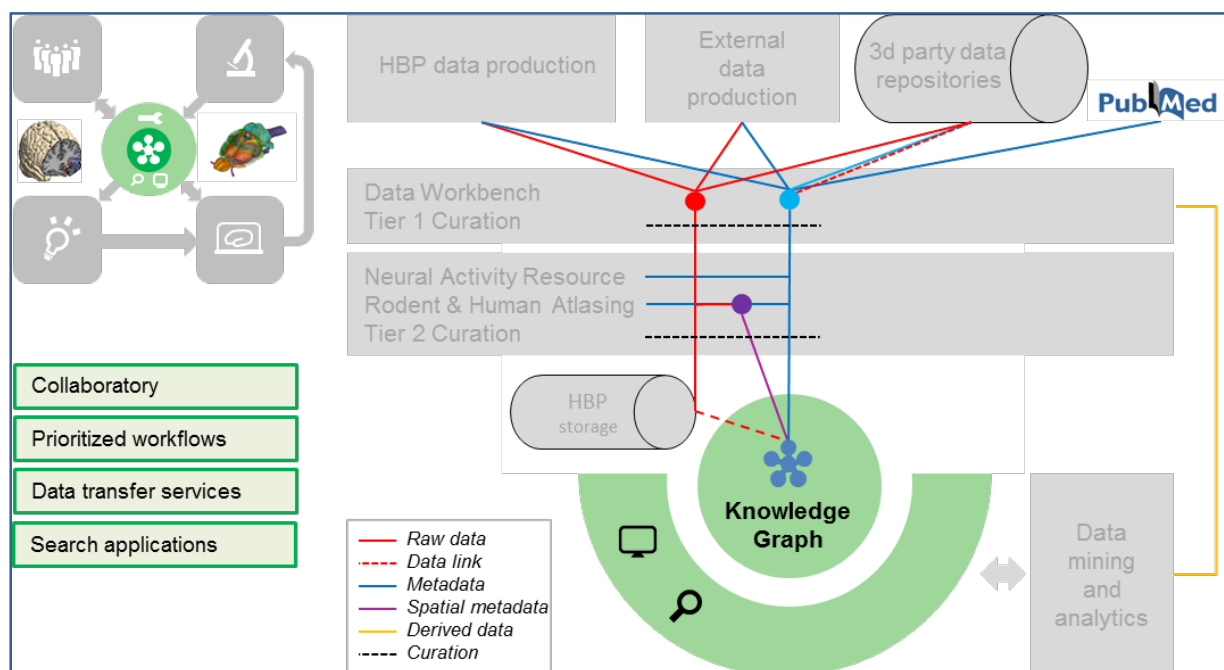 HBP data production
External
data
production
3d party data
repositories
PubMed
Data Workbench
Tier 1 Curation
Neural Activity Resource
Rodent & Human Atlasing
Tier 2 Curation
Collaboratory
Prioritized workflows
Data transfer services
Search applications
HBP
storage
Knowledge
Graph
Raw data
Data link
Metadata
Spatial metadata
Derived data
Curation
Data
mining
and
analytics